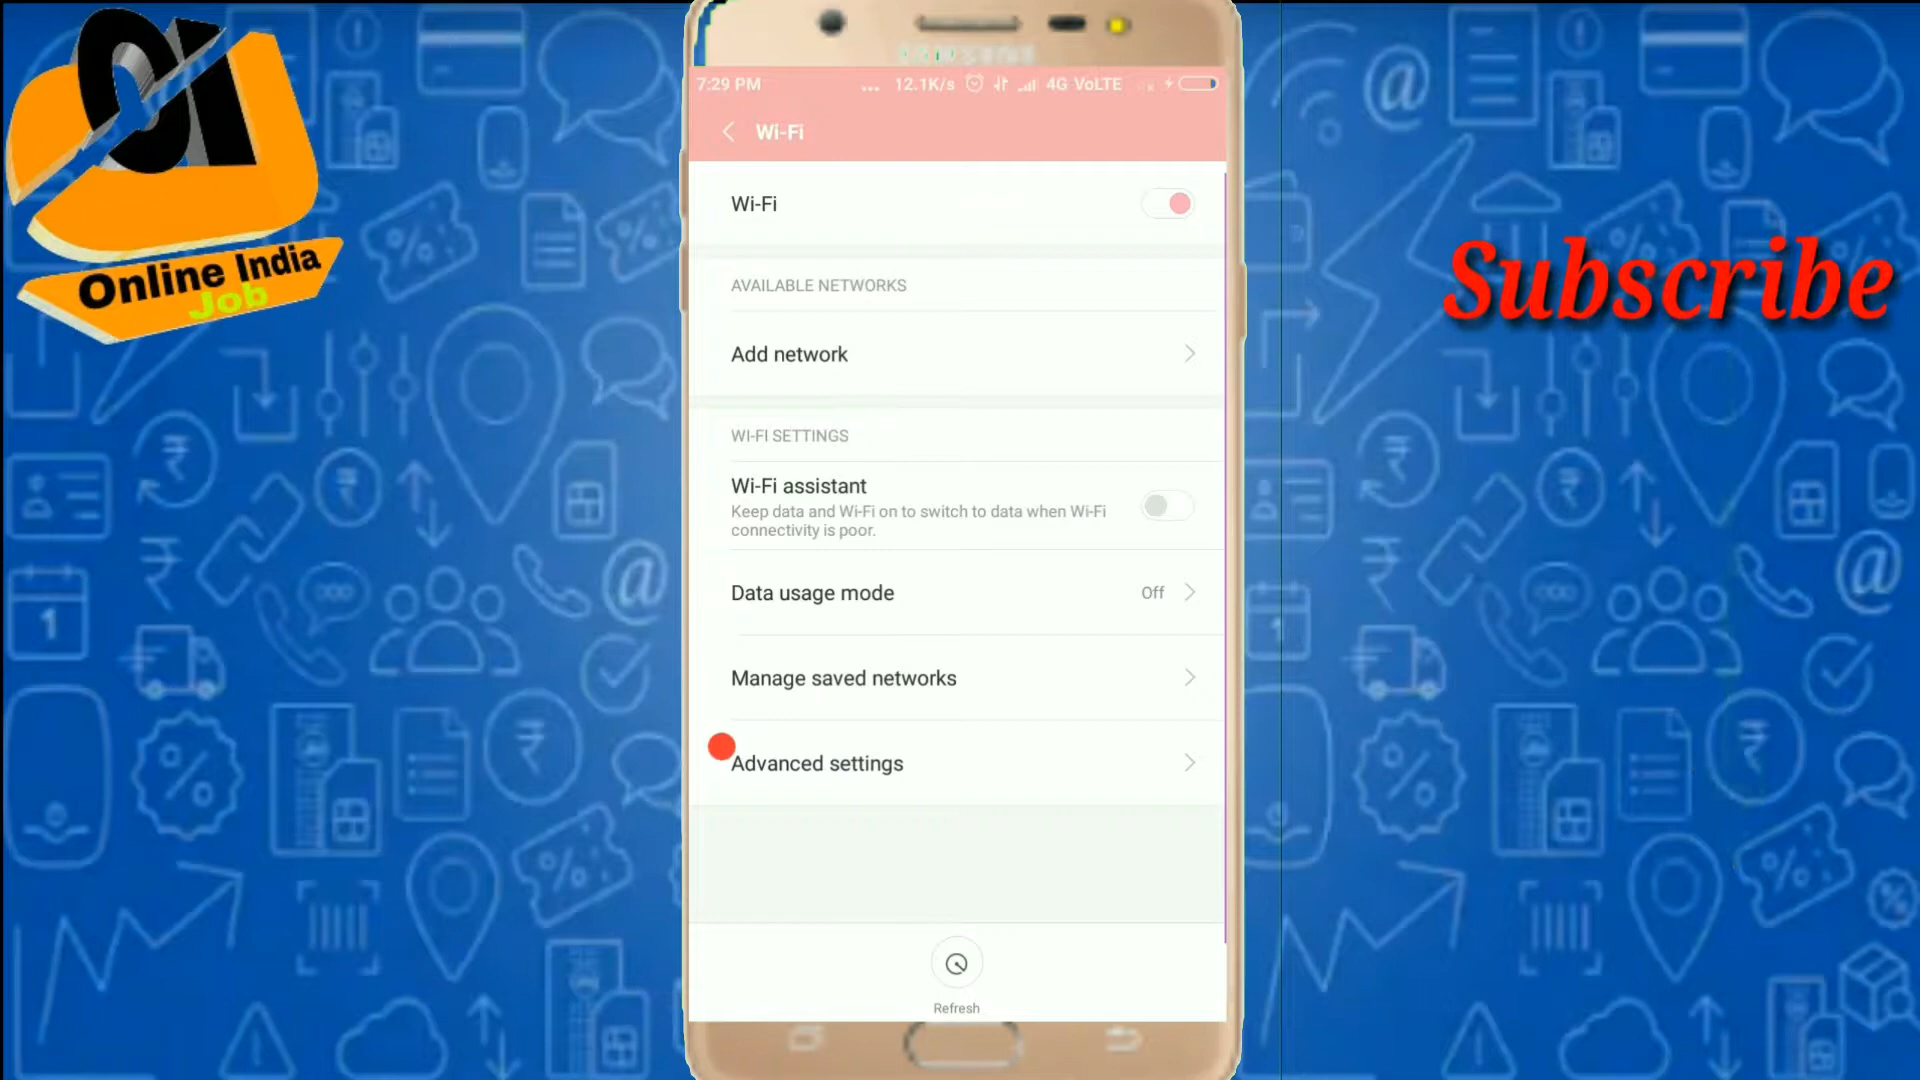 OI
Online India
Job
SAMSUNG
7:29 PM ... 12.1K/s 4G VoLTE
Wi-Fi
Wi-Fi
AVAILABLE NETWORKS
Add network
WI-FI SETTINGS
Wi-Fi assistant
Keep data and Wi-Fi on to switch to data when Wi-Fi
connectivity is poor.
Data usage mode Off
Manage saved networks
Advanced settings
Refresh
Subscribe